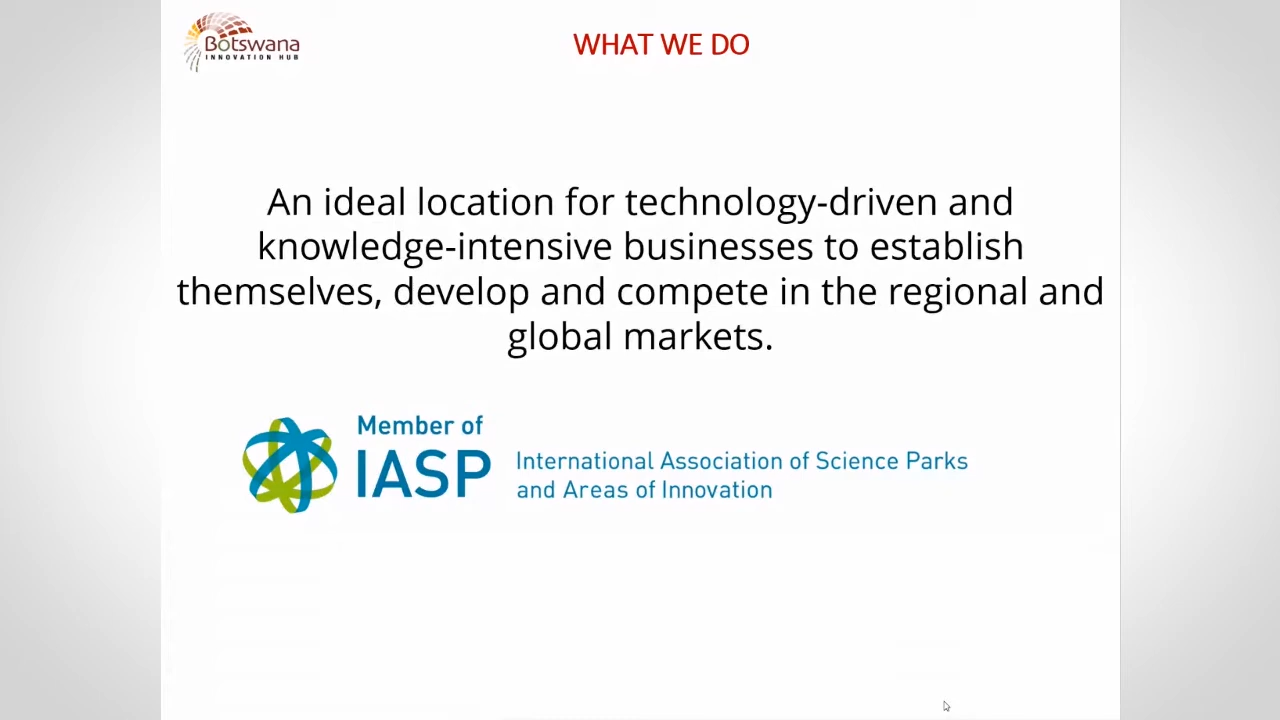 Botswana
INNOVATION HUB
WHAT WE DO
An ideal location for technology-driven and
knowledge-intensive businesses to establish
themselves, develop and compete in the regional and
global markets.
Member of
IASP
International Association of Science Parks
and Areas of Innovation